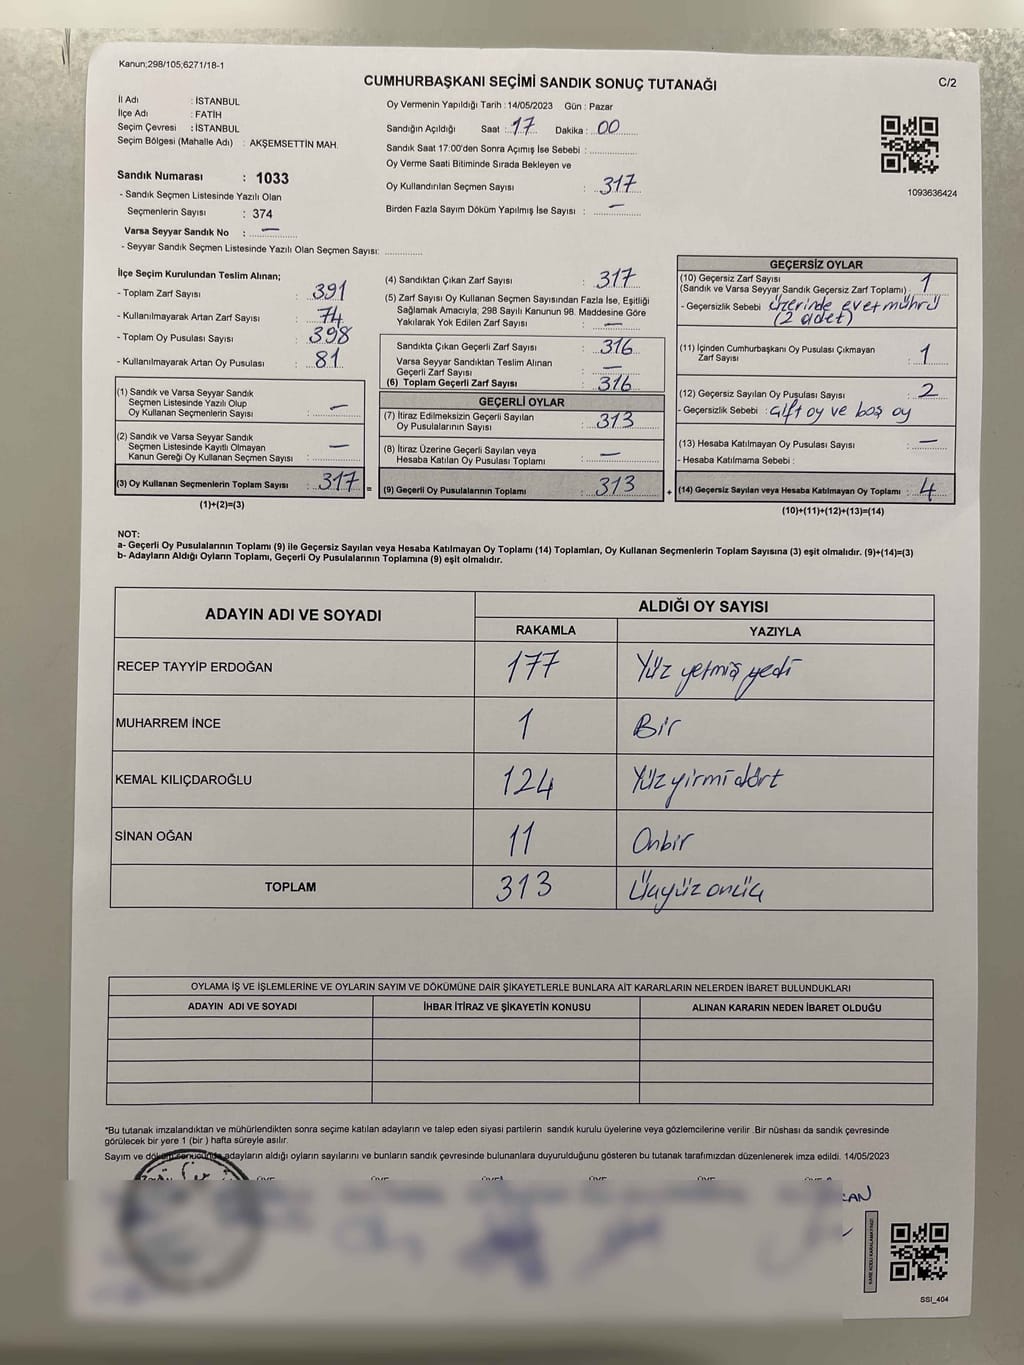 Kanun;298/105,6271/18-1
CUMHURBAŞKANI SEÇİMİ SANDIK SONUÇ TUTANAĞI
C/2
İl Adı : İSTANBUL
İlçe Adı : FATİH
Seçim Çevresi : İSTANBUL
Seçim Bölgesi (Mahalle Adı) : AKŞEMSETTİN MAH.
Sandık Numarası : 1033
- Sandık Seçmen Listesinde Yazılı Olan
Seçmenlerin Sayısı : 374
Varsa Seyyar Sandık No : —
- Seyyar Sandık Seçmen Listesinde Yazılı Olan Seçmen Sayısı:
Oy Vermenin Yapıldığı Tarih : 14/05/2023 Gün : Pazar
Sandığın Açıldığı Saat : 17 Dakika : 00
Sandık Saat 17:00'den Sonra Açımış İse Sebebi :
Oy Verme Saati Bitiminde Sırada Bekleyen ve
Oy Kullandırılan Seçmen Sayısı : 317
Birden Fazla Sayım Döküm Yapılmış İse Sayısı : —
1093636424
İlçe Seçim Kurulundan Teslim Alınan;
- Toplam Zarf Sayısı : 391
- Kullanılmayarak Artan Zarf Sayısı : 74
- Toplam Oy Pusulası Sayısı : 398
- Kullanılmayarak Artan Oy Pusulası : 81
(1) Sandık ve Varsa Seyyar Sandık
Seçmen Listesinde Yazılı Olup
Oy Kullanan Seçmenlerin Sayısı : —
(2) Sandık ve Varsa Seyyar Sandık
Seçmen Listesinde Kayıtlı Olmayan
Kanun Gereği Oy Kullanan Seçmen Sayısı : —
(3) Oy Kullanan Seçmenlerin Toplam Sayısı : 317 =
(1)+(2)=(3)
(4) Sandıktan Çıkan Zarf Sayısı : 317
(5) Zarf Sayısı Oy Kullanan Seçmen Sayısından Fazla İse, Eşitliği
Sağlamak Amacıyla; 298 Sayılı Kanunun 98. Maddesine Göre
Yakılarak Yok Edilen Zarf Sayısı : —
Sandıkta Çıkan Geçerli Zarf Sayısı : 316
Varsa Seyyar Sandıktan Teslim Alınan
Geçerli Zarf Sayısı : —
(6) Toplam Geçerli Zarf Sayısı : 316
GEÇERLİ OYLAR
(7) İtiraz Edilmeksizin Geçerli Sayılan
Oy Pusulalarının Sayısı : 313
(8) İtiraz Üzerine Geçerli Sayılan veya
Hesaba Katılan Oy Pusulası Toplamı : —
(9) Geçerli Oy Pusulalarının Toplamı : 313 +
GEÇERSİZ OYLAR
(10) Geçersiz Zarf Sayısı
(Sandık ve Varsa Seyyar Sandık Geçersiz Zarf Toplamı) : 1
- Geçersizlik Sebebi : üzerinde evet mührü
(2 adet)
(11) İçinden Cumhurbaşkanı Oy Pusulası Çıkmayan
Zarf Sayısı : 1
(12) Geçersiz Sayılan Oy Pusulası Sayısı : 2
- Geçersizlik Sebebi : çift oy ve boş oy
(13) Hesaba Katılmayan Oy Pusulası Sayısı : —
- Hesaba Katılmama Sebebi :
(14) Geçersiz Sayılan veya Hesaba Katılmayan Oy Toplamı : 4
(10)+(11)+(12)+(13)=(14)
NOT:
a- Geçerli Oy Pusulalarının Toplamı (9) ile Geçersiz Sayılan veya Hesaba Katılmayan Oy Toplamı (14) Toplamları, Oy Kullanan Seçmenlerin Toplam Sayısına (3) eşit olmalıdır. (9)+(14)=(3)
b- Adayların Aldığı Oyların Toplamı, Geçerli Oy Pusulalarının Toplamına (9) eşit olmalıdır.
ADAYIN ADI VE SOYADI
ALDIĞI OY SAYISI
RAKAMLA YAZIYLA
RECEP TAYYİP ERDOĞAN 177 Yüz yetmiş yedi
MUHARREM İNCE 1 Bir
KEMAL KILIÇDAROĞLU 124 Yüz yirmi dört
SİNAN OĞAN 11 Onbir
TOPLAM 313 Üçyüz onüç
OYLAMA İŞ VE İŞLEMLERİNE VE OYLARIN SAYIM VE DÖKÜMÜNE DAİR ŞİKAYETLERLE BUNLARA AİT KARARLARIN NELERDEN İBARET BULUNDUKLARI
ADAYIN ADI VE SOYADI İHBAR İTİRAZ VE ŞİKAYETİN KONUSU ALINAN KARARIN NEDEN İBARET OLDUĞU
*Bu tutanak imzalandıktan ve mühürlendikten sonra seçime katılan adayların ve talep eden siyasi partilerin sandık kurulu üyelerine veya gözlemcilerine verilir .Bir nüshası da sandık çevresinde
görülecek bir yere 1 (bir ) hafta süreyle asılır.
Sayım ve döküm sonucunda adayların aldığı oyların sayılarını ve bunların sandık çevresinde bulunanlara duyurulduğunu gösteren bu tutanak tarafımızdan düzenlenerek imza edildi. 14/05/2023
KARE KODU KARALAMAYINIZ!
SSI_404